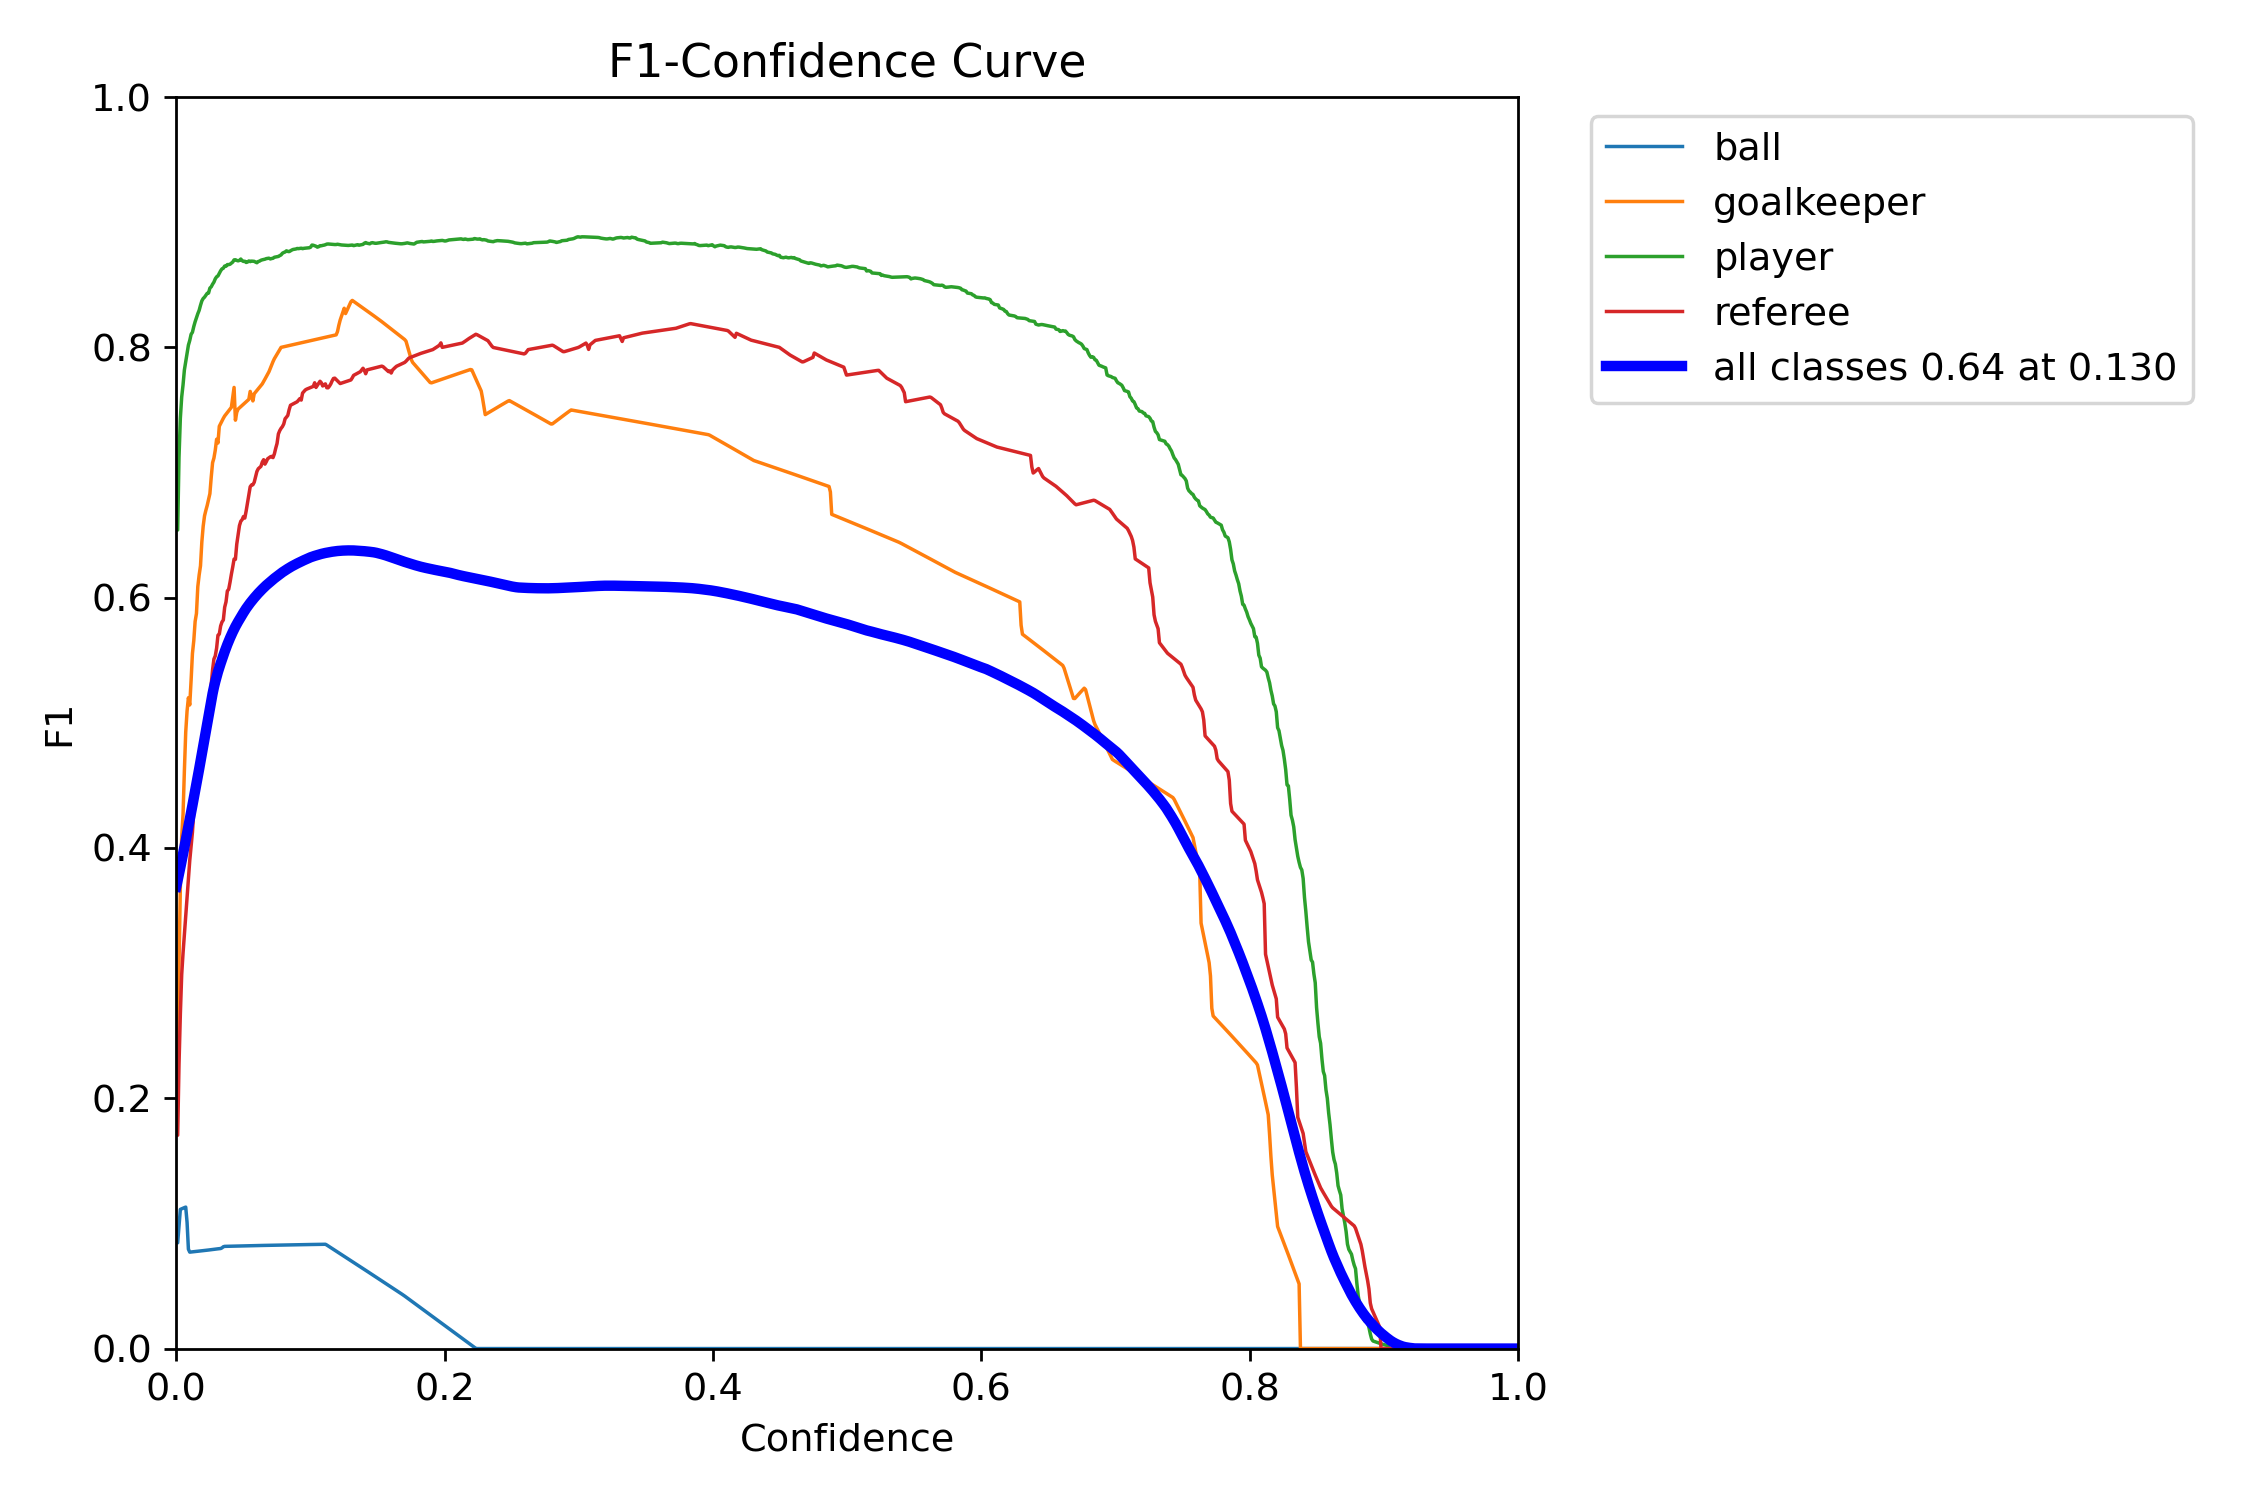 F1-Confidence Curve
1.0
0.8
0.6
0.4
0.2
0.0
F1
0.0 0.2 0.4 0.6 0.8 1.0
Confidence
ball
goalkeeper
player
referee
all classes 0.64 at 0.130